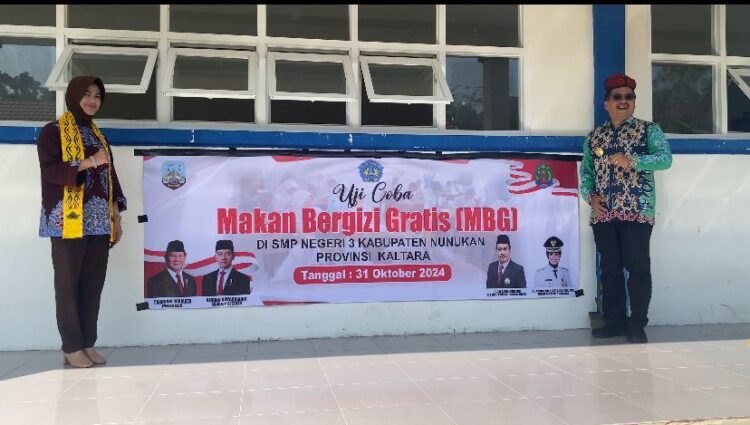 Uji Coba
Makan Bergizi Gratis (MBG)
DI SMP NEGERI 3 KABUPATEN NUNUKAN
PROVINSI KALTARA
Tanggal : 31 Oktober 2024